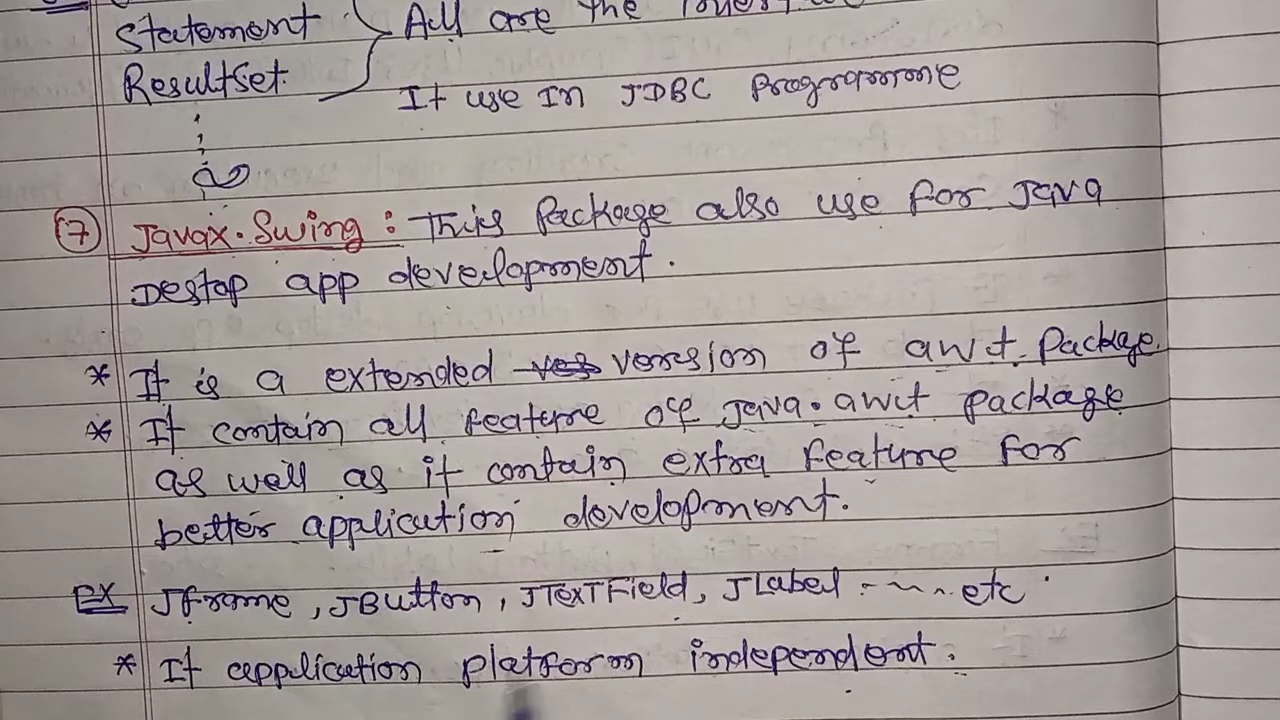 Statement
All are the
ResultSet.
It use In JDBC Programme
(7) Javax.Swing : This Package also use for Java
Destop app development.
* It is a extended version of awt Package.
* It contain all feature of Java.awt package
as well as it contain extra feature for
better application development.
Ex Jframe, JButton, JTextField, JLabel ... etc
* It application platform independent.